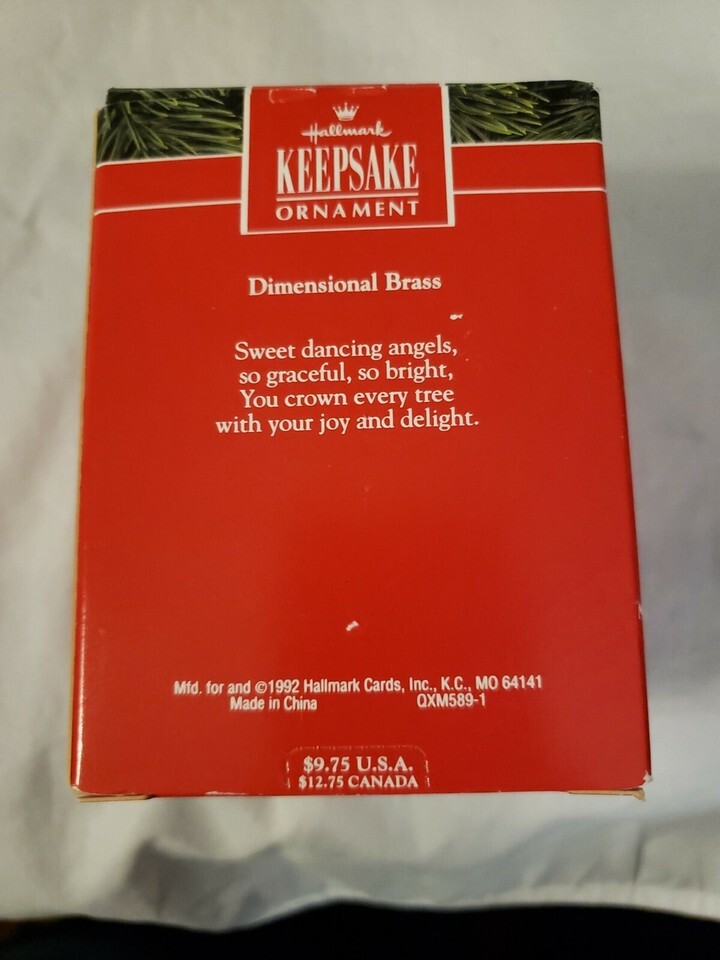 Hallmark
KEEPSAKE
ORNAMENT
Dimensional Brass
Sweet dancing angels,
so graceful, so bright,
You crown every tree
with your joy and delight.
Mfd. for and ©1992 Hallmark Cards, Inc., K.C., MO 64141
Made in China QXM589-1
$9.75 U.S.A.
$12.75 CANADA